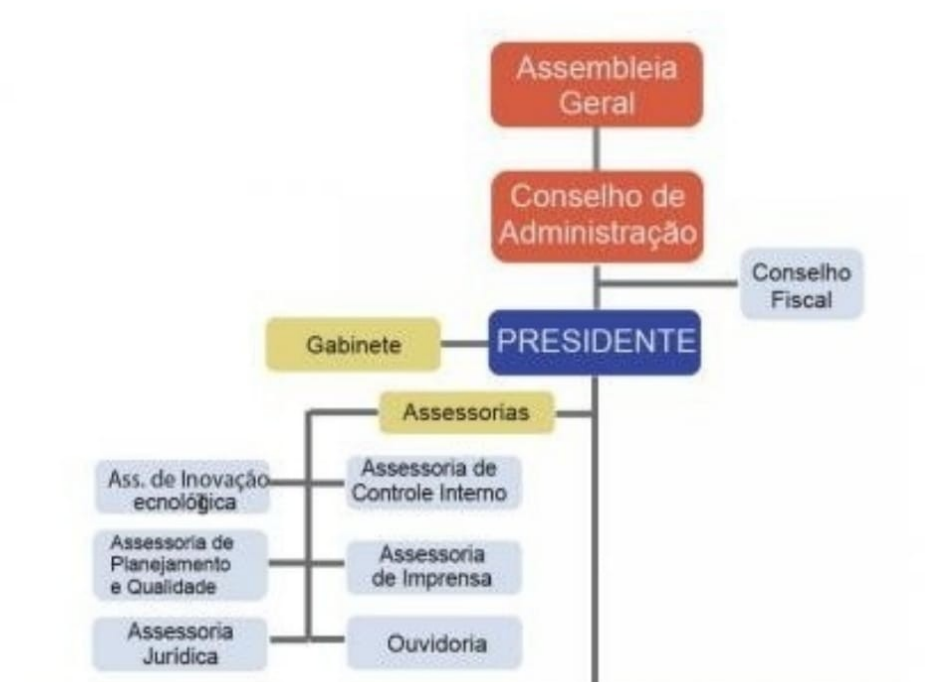 Assembleia
Geral
Conselho de
Administração
Conselho
Fiscal
Gabinete
PRESIDENTE
Assessorias
Ass. de Inovação
ecnológica
Assessoria de
Controle Interno
Assessoria de
Planejamento
e Qualidade
Assessoria
de Imprensa
Assessoria
Jurídica
Ouvidoria